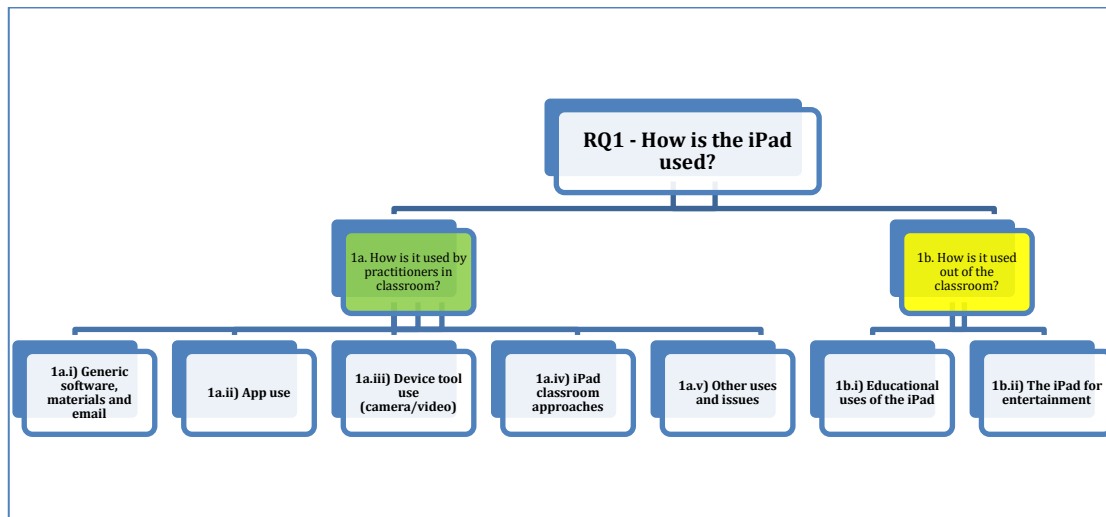 RQ1 - How is the iPad
used?
1a. How is it used by
practitioners in
classroom?
1b. How is it used
out of the
classroom?
1a.i) Generic
software,
materials and
email
1a.ii) App use
1a.iii) Device tool
use
(camera/video)
1a.iv) iPad
classroom
approaches
1a.v) Other uses
and issues
1b.i) Educational
uses of the iPad
1b.ii) The iPad for
entertainment